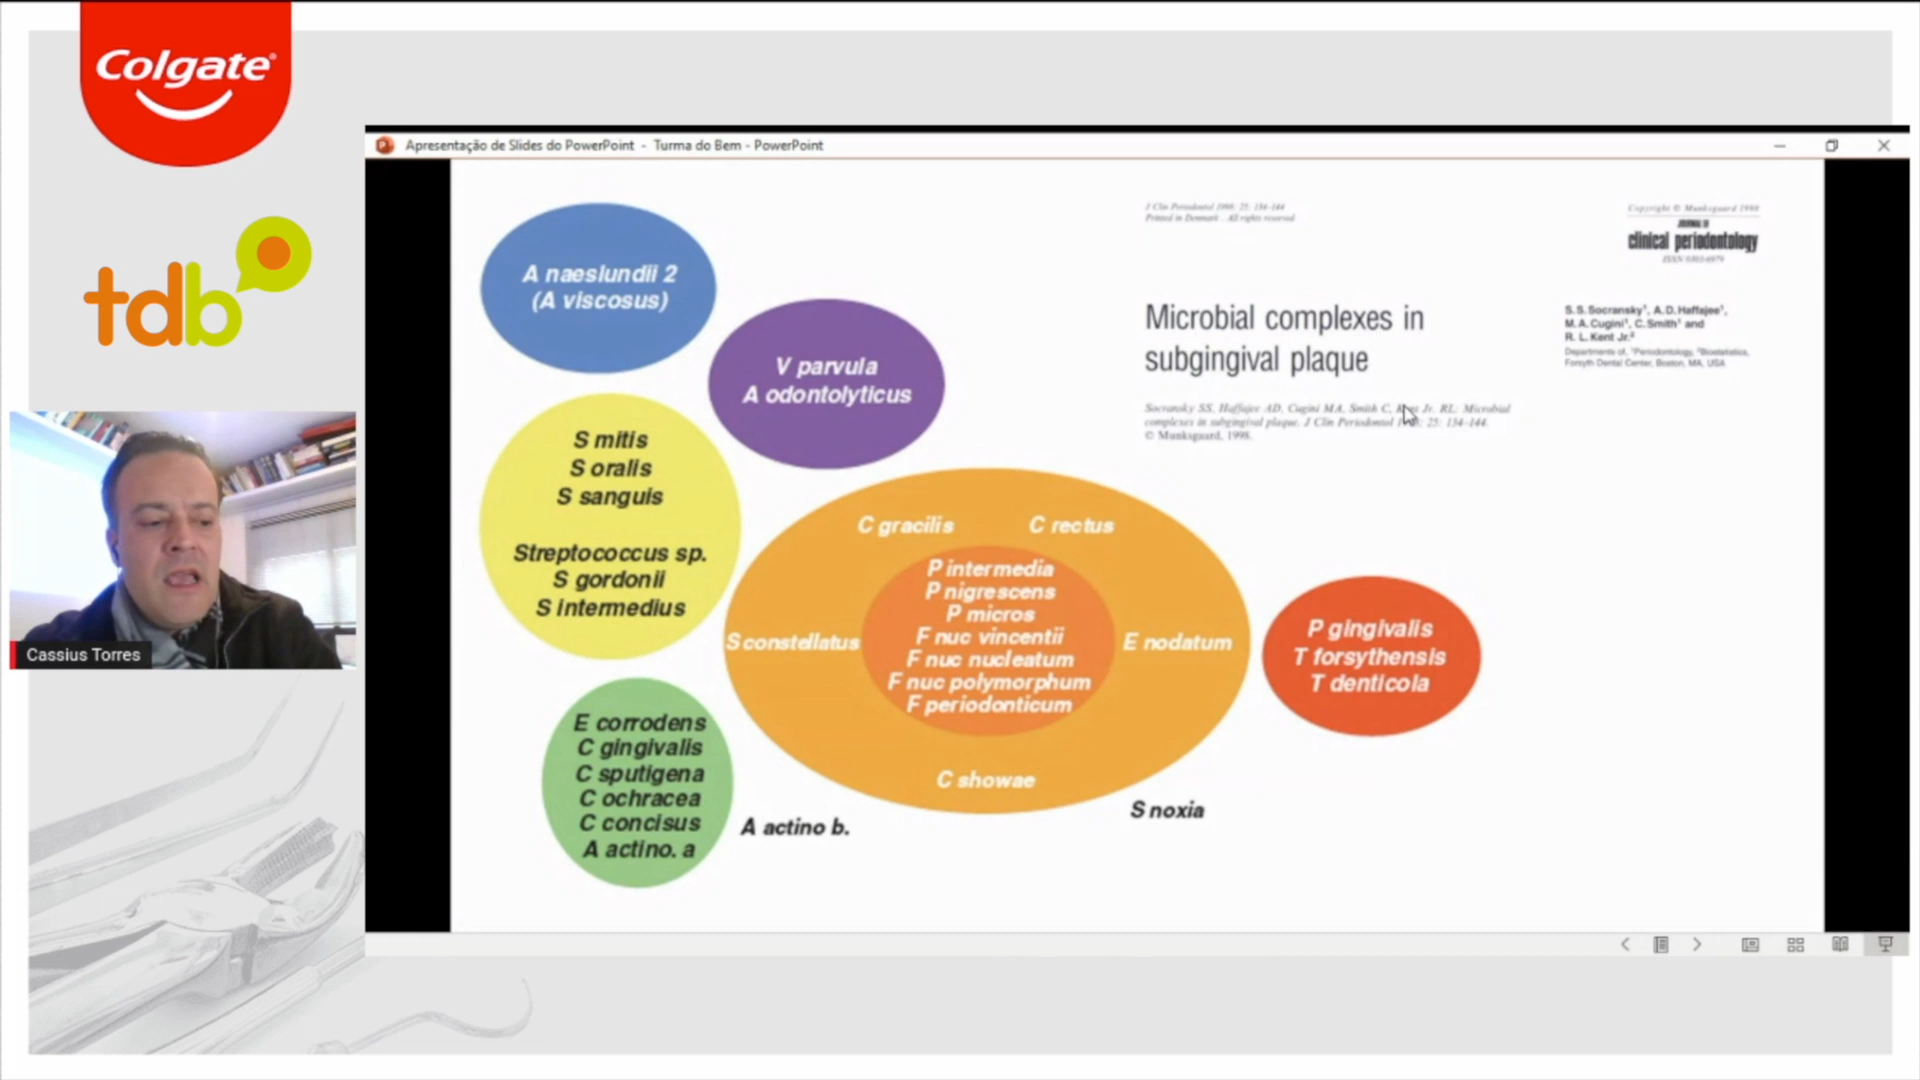 Colgate
tdb
Cassius Torres
Apresentação de Slides do PowerPoint - Turma do Bem - PowerPoint
J Clin Periodontol 1998; 25: 134-144
Printed in Denmark . All rights reserved
Copyright © Munksgaard 1998
JOURNAL OF
clinical periodontology
ISSN 0303-6979
Microbial complexes in
subgingival plaque
S. S. Socransky¹, A. D. Haffajee¹,
M. A. Cugini¹, C. Smith¹ and
R. L. Kent Jr.²
Departments of, ¹Periodontology, ²Biostatistics,
Forsyth Dental Center, Boston, MA, USA
Socransky SS, Haffajee AD, Cugini MA, Smith C, Kent Jr. RL: Microbial
complexes in subgingival plaque. J Clin Periodontol 25: 134-144.
© Munksgaard, 1998.
A naeslundii 2
(A viscosus)
V parvula
A odontolyticus
S mitis
S oralis
S sanguis
Streptococcus sp.
S gordonii
S intermedius
C gracilis
C rectus
P intermedia
P nigrescens
P micros
F nuc vincentii
F nuc nucleatum
F nuc polymorphum
F periodonticum
S constellatus
E nodatum
C showae
P gingivalis
T forsythensis
T denticola
E corrodens
C gingivalis
C sputigena
C ochracea
C concisus
A actino. a
A actino b.
S noxia